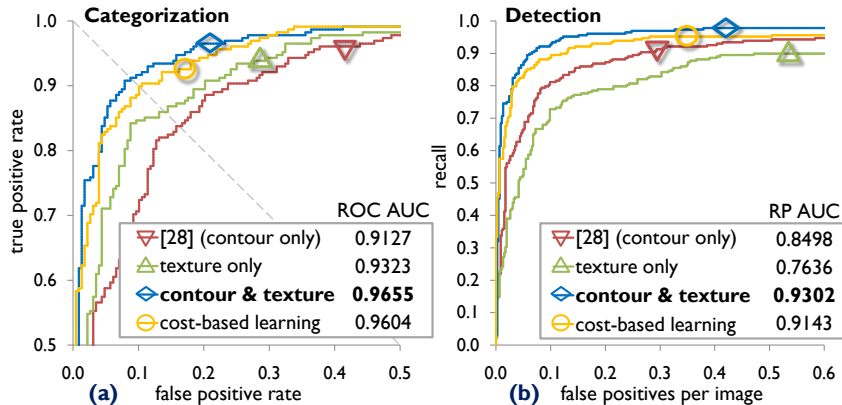 Categorization
true positive rate
1.0
0.9
0.8
0.7
0.6
0.5
ROC AUC
[28] (contour only) 0.9127
texture only 0.9323
contour & texture 0.9655
cost-based learning 0.9604
0.0 0.1 0.2 0.3 0.4 0.5
(a) false positive rate
Detection
recall
1.0
0.9
0.8
0.7
0.6
0.5
0.4
0.3
0.2
0.1
0.0
RP AUC
[28] (contour only) 0.8498
texture only 0.7636
contour & texture 0.9302
cost-based learning 0.9143
0.0 0.1 0.2 0.3 0.4 0.5 0.6
(b) false positives per image